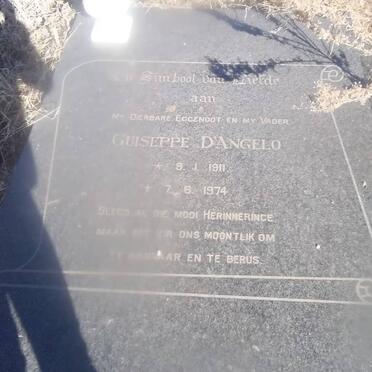 'n Simbool van Liefde
aan
My Dierbare Eggenoot en my Vader
Guiseppe D'Angelo
* 9. 1. 1911
† 7. 6. 1974
Slegs al die mooi Herinneringe
maak dit vir ons moontlik om
te aanvaar en te berus.